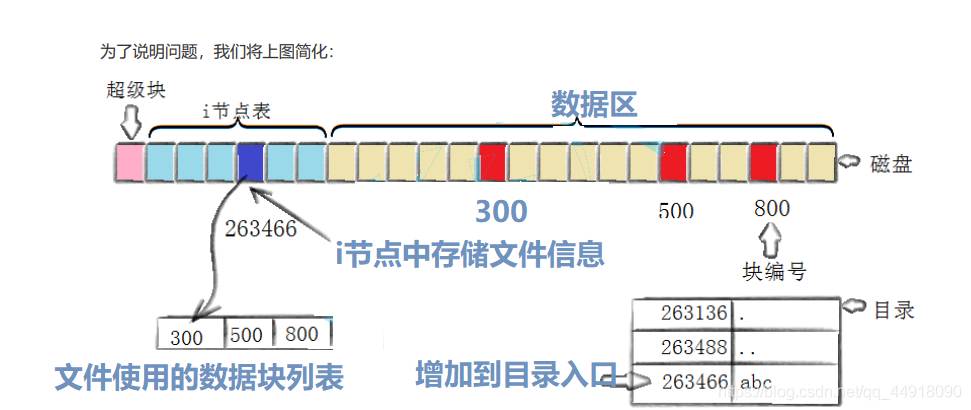 为了说明问题，我们将上图简化：
超级块
i节点表
数据区
磁盘
263466
300
500
800
i节点中存储文件信息
块编号
300 500 800
263136 .
目录
263488 ..
文件使用的数据块列表
增加到目录入口
263466 abc
https://blog.csdn.net/qq_44918090